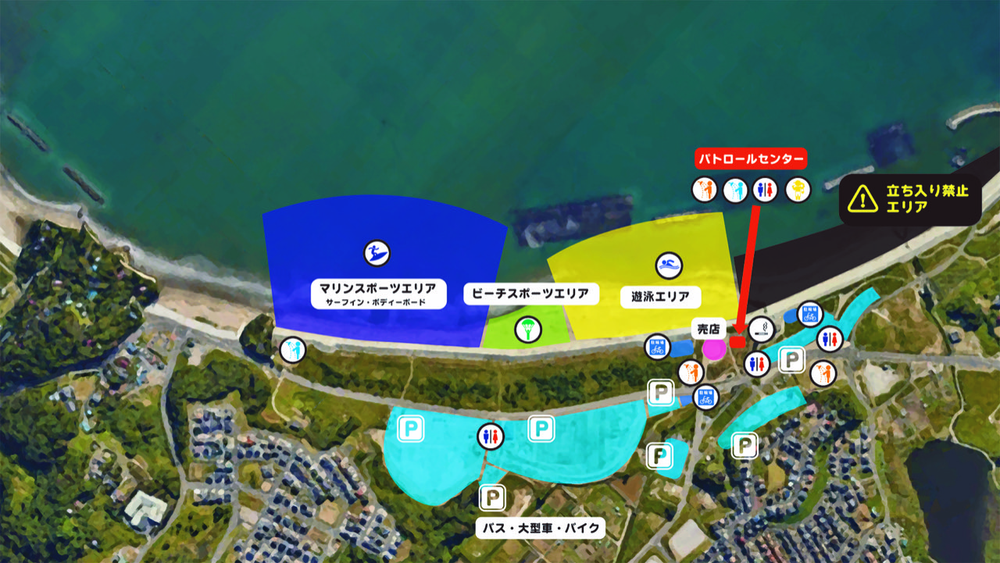 パトロールセンター
立ち入り禁止
エリア
マリンスポーツエリア
サーフィン・ボディーボード
ビーチスポーツエリア
遊泳エリア
売店
駐輪場
駐輪場
P
P
駐輪場
P
P
P
P
P
バス・大型車・バイク